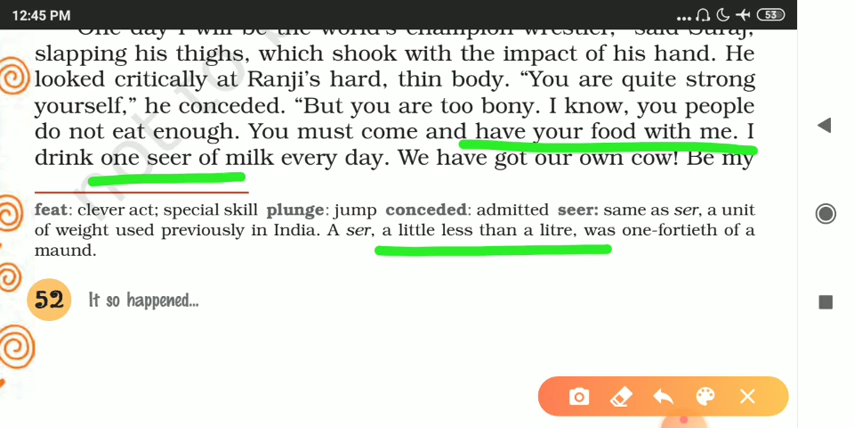 12:45 PM
53
One day I will be the world's champion wrestler," said Suraj,
slapping his thighs, which shook with the impact of his hand. He
looked critically at Ranji's hard, thin body. "You are quite strong
yourself," he conceded. "But you are too bony. I know, you people
do not eat enough. You must come and have your food with me. I
drink one seer of milk every day. We have got our own cow! Be my
feat: clever act; special skill plunge: jump conceded: admitted seer: same as ser, a unit
of weight used previously in India. A ser, a little less than a litre, was one-fortieth of a
maund.
52 It so happened...
not to